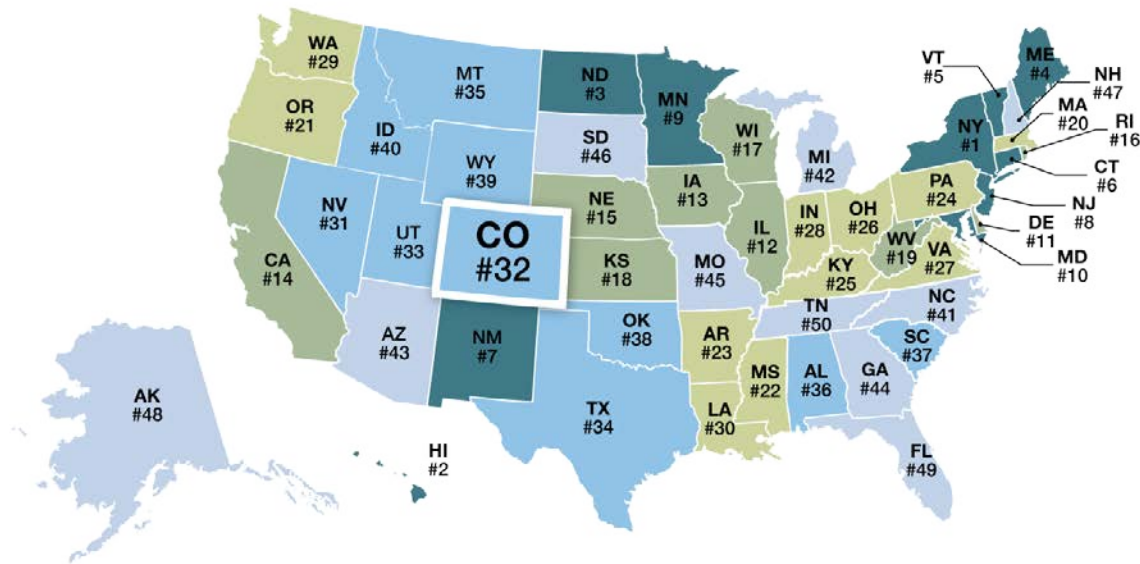 WA
#29
OR
#21
CA
#14
MT
#35
ID
#40
WY
#39
NV
#31
UT
#33
CO
#32
AZ
#43
NM
#7
ND
#3
SD
#46
NE
#15
KS
#18
OK
#38
TX
#34
MN
#9
IA
#13
MO
#45
AR
#23
LA
#30
WI
#17
IL
#12
MI
#42
IN
#28
OH
#26
KY
#25
TN
#50
MS
#22
AL
#36
GA
#44
FL
#49
SC
#37
NC
#41
VA
#27
WV
#19
PA
#24
NY
#1
VT
#5
ME
#4
NH
#47
MA
#20
RI
#16
CT
#6
NJ
#8
DE
#11
MD
#10
AK
#48
HI
#2